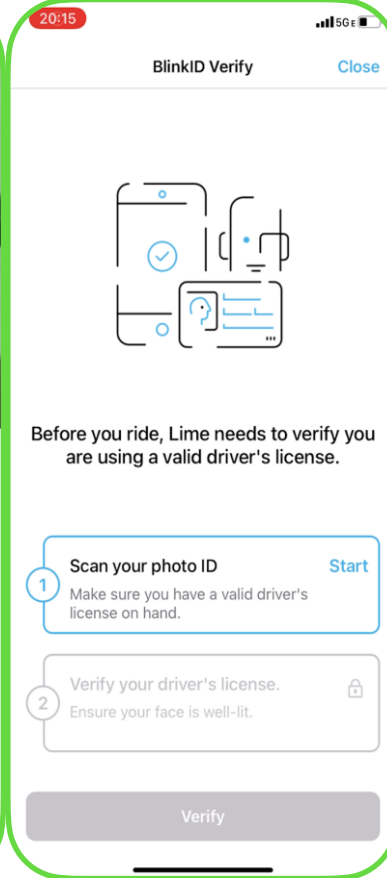 20:15
5G E
BlinkID Verify
Close
Before you ride, Lime needs to verify you
are using a valid driver's license.
1
Scan your photo ID
Start
Make sure you have a valid driver's
license on hand.
2
Verify your driver's license.
Ensure your face is well-lit.
Verify